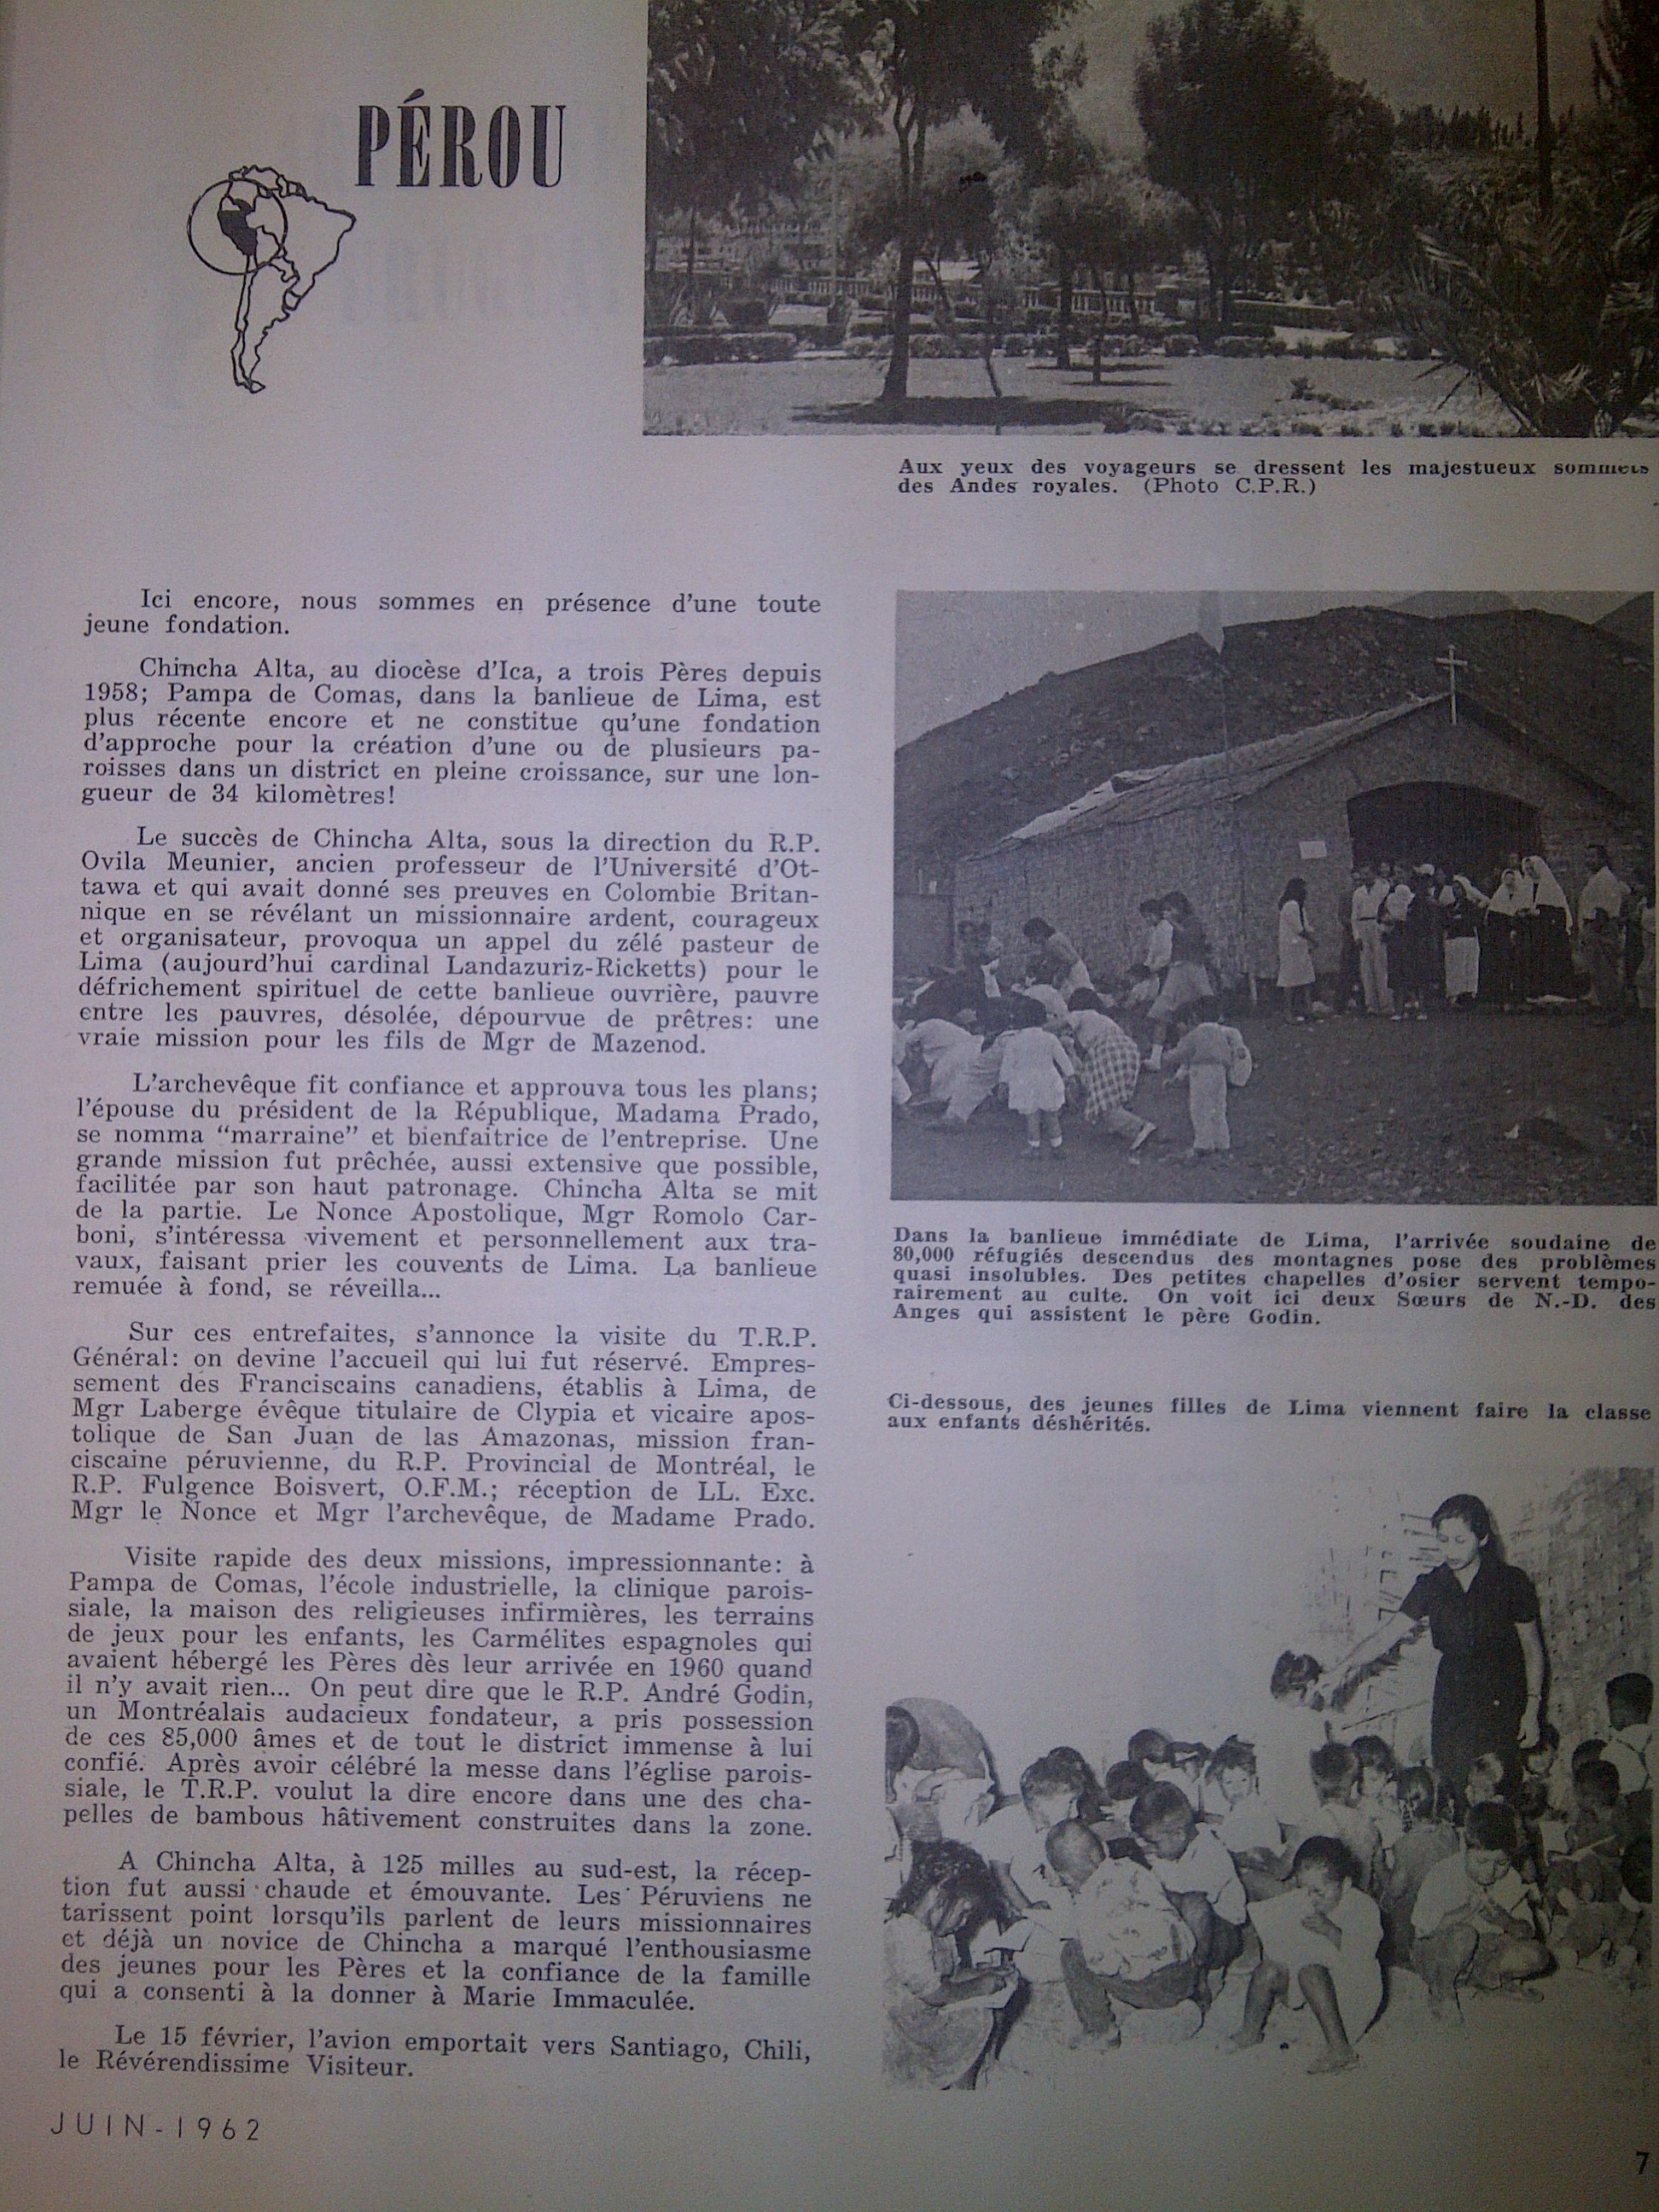 PÉROU
Aux yeux des voyageurs se dressent les majestueux sommets
des Andes royales. (Photo C.P.R.)
Ici encore, nous sommes en présence d'une toute
jeune fondation.
Chincha Alta, au diocèse d'Ica, a trois Pères depuis
1958; Pampa de Comas, dans la banlieue de Lima, est
plus récente encore et ne constitue qu'une fondation
d'approche pour la création d'une ou de plusieurs pa-
roisses dans un district en pleine croissance, sur une lon-
gueur de 34 kilomètres!
Le succès de Chincha Alta, sous la direction du R.P.
Ovila Meunier, ancien professeur de l'Université d'Ot-
tawa et qui avait donné ses preuves en Colombie Britan-
nique en se révélant un missionnaire ardent, courageux
et organisateur, provoqua un appel du zélé pasteur de
Lima (aujourd'hui cardinal Landazuriz-Ricketts) pour le
défrichement spirituel de cette banlieue ouvrière, pauvre
entre les pauvres, désolée, dépourvue de prêtres: une
vraie mission pour les fils de Mgr de Mazenod.
L'archevêque fit confiance et approuva tous les plans;
l'épouse du président de la République, Madama Prado,
se nomma "marraine" et bienfaitrice de l'entreprise. Une
grande mission fut prêchée, aussi extensive que possible,
facilitée par son haut patronage. Chincha Alta se mit
de la partie. Le Nonce Apostolique, Mgr Romolo Car-
boni, s'intéressa vivement et personnellement aux tra-
vaux, faisant prier les couvents de Lima. La banlieue
remuée à fond, se réveilla...
Sur ces entrefaites, s'annonce la visite du T.R.P.
Général: on devine l'accueil qui lui fut réservé. Empres-
sement des Franciscains canadiens, établis à Lima, de
Mgr Laberge évêque titulaire de Clypia et vicaire apos-
tolique de San Juan de las Amazonas, mission fran-
ciscaine péruvienne, du R.P. Provincial de Montréal, le
R.P. Fulgence Boisvert, O.F.M.; réception de LL. Exc.
Mgr le Nonce et Mgr l'archevêque, de Madame Prado.
Visite rapide des deux missions, impressionnante: à
Pampa de Comas, l'école industrielle, la clinique parois-
siale, la maison des religieuses infirmières, les terrains
de jeux pour les enfants, les Carmélites espagnoles qui
avaient hébergé les Pères dès leur arrivée en 1960 quand
il n'y avait rien... On peut dire que le R.P. André Godin,
un Montréalais audacieux fondateur, a pris possession
de ces 85,000 âmes et de tout le district immense à lui
confié. Après avoir célébré la messe dans l'église parois-
siale, le T.R.P. voulut la dire encore dans une des cha-
pelles de bambous hâtivement construites dans la zone.
A Chincha Alta, à 125 milles au sud-est, la récep-
tion fut aussi chaude et émouvante. Les Péruviens ne
tarissent point lorsqu'ils parlent de leurs missionnaires
et déjà un novice de Chincha a marqué l'enthousiasme
des jeunes pour les Pères et la confiance de la famille
qui a consenti à la donner à Marie Immaculée.
Le 15 février, l'avion emportait vers Santiago, Chili,
le Révérendissime Visiteur.
Dans la banlieue immédiate de Lima, l'arrivée soudaine de
80,000 réfugiés descendus des montagnes pose des problèmes
quasi insolubles. Des petites chapelles d'osier servent tempo-
rairement au culte. On voit ici deux Sœurs de N.-D. des
Anges qui assistent le père Godin.
Ci-dessous, des jeunes filles de Lima viennent faire la classe
aux enfants déshérités.
JUIN-1962
7